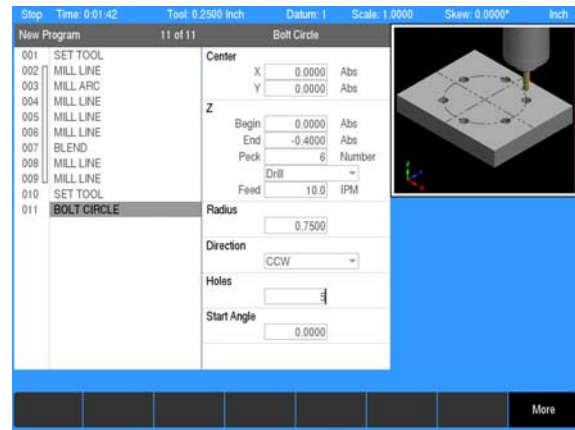 Stop Time: 0:01:42 Tool: 0.2500 Inch Datum: 1 Scale: 1.0000 Skew: 0.0000° Inch
New Program 11 of 11 Bolt Circle
001 SET TOOL
002 MILL LINE
003 MILL ARC
004 MILL LINE
005 MILL LINE
006 MILL LINE
007 BLEND
008 MILL LINE
009 MILL LINE
010 SET TOOL
011 BOLT CIRCLE
Center
X 0.0000 Abs
Y 0.0000 Abs
Z
Begin 0.0000 Abs
End -0.4000 Abs
Peck 6 Number
Drill
Feed 10.0 IPM
Radius
0.7500
Direction
CCW
Holes
5
Start Angle
0.0000
More